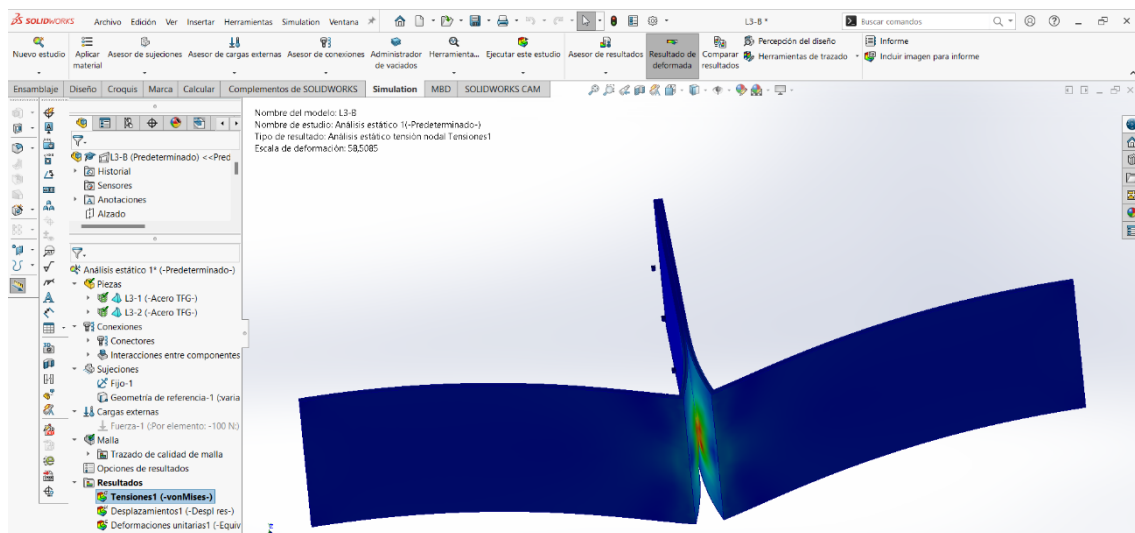 SOLIDWORKS Archivo Edición Ver Insertar Herramientas Simulation Ventana L3-B * Buscar comandos
Nuevo estudio Aplicar material Asesor de sujeciones Asesor de cargas externas Asesor de conexiones Administrador de vaciados Herramienta... Ejecutar este estudio Asesor de resultados Resultado de deformada Comparar resultados Percepción del diseño Informe
Herramientas de trazado Incluir imagen para informe
Ensamblaje Diseño Croquis Marca Calcular Complementos de SOLIDWORKS Simulation MBD SOLIDWORKS CAM
Nombre del modelo: L3-B
Nombre de estudio: Análisis estático 1(-Predeterminado-)
Tipo de resultado: Análisis estático tensión nodal Tensiones1
Escala de deformación: 58,5085
L3-B (Predeterminado) <<Pred
Historial
Sensores
Anotaciones
Alzado
Análisis estático 1* (-Predeterminado-)
Piezas
L3-1 (-Acero TFG-)
L3-2 (-Acero TFG-)
Conexiones
Conectores
Interacciones entre componentes
Sujeciones
Fijo-1
Geometría de referencia-1 (varia
Cargas externas
Fuerza-1 (:Por elemento: -100 N:)
Malla
Trazado de calidad de malla
Opciones de resultados
Resultados
Tensiones1 (-vonMises-)
Desplazamientos1 (-Despl res-)
Deformaciones unitarias1 (-Equiv